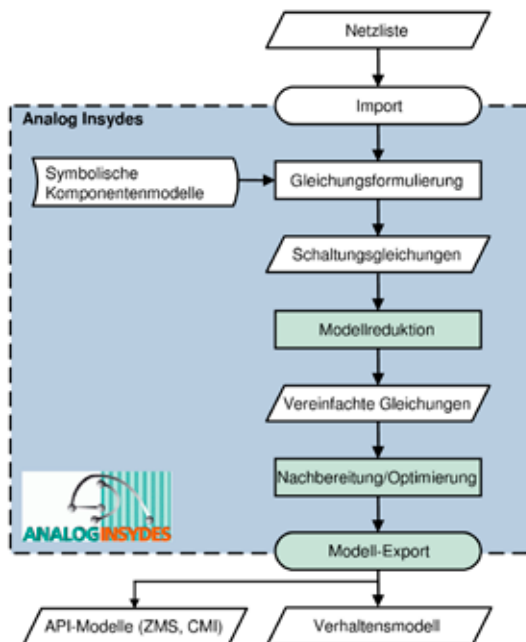 Netzliste
Import
Analog Insydes
Symbolische
Komponentenmodelle
Gleichungsformulierung
Schaltungsgleichungen
Modellreduktion
Vereinfachte Gleichungen
Nachbereitung/Optimierung
ANALOG INSYDES
Modell-Export
API-Modelle (ZMS, CMI)
Verhaltensmodell